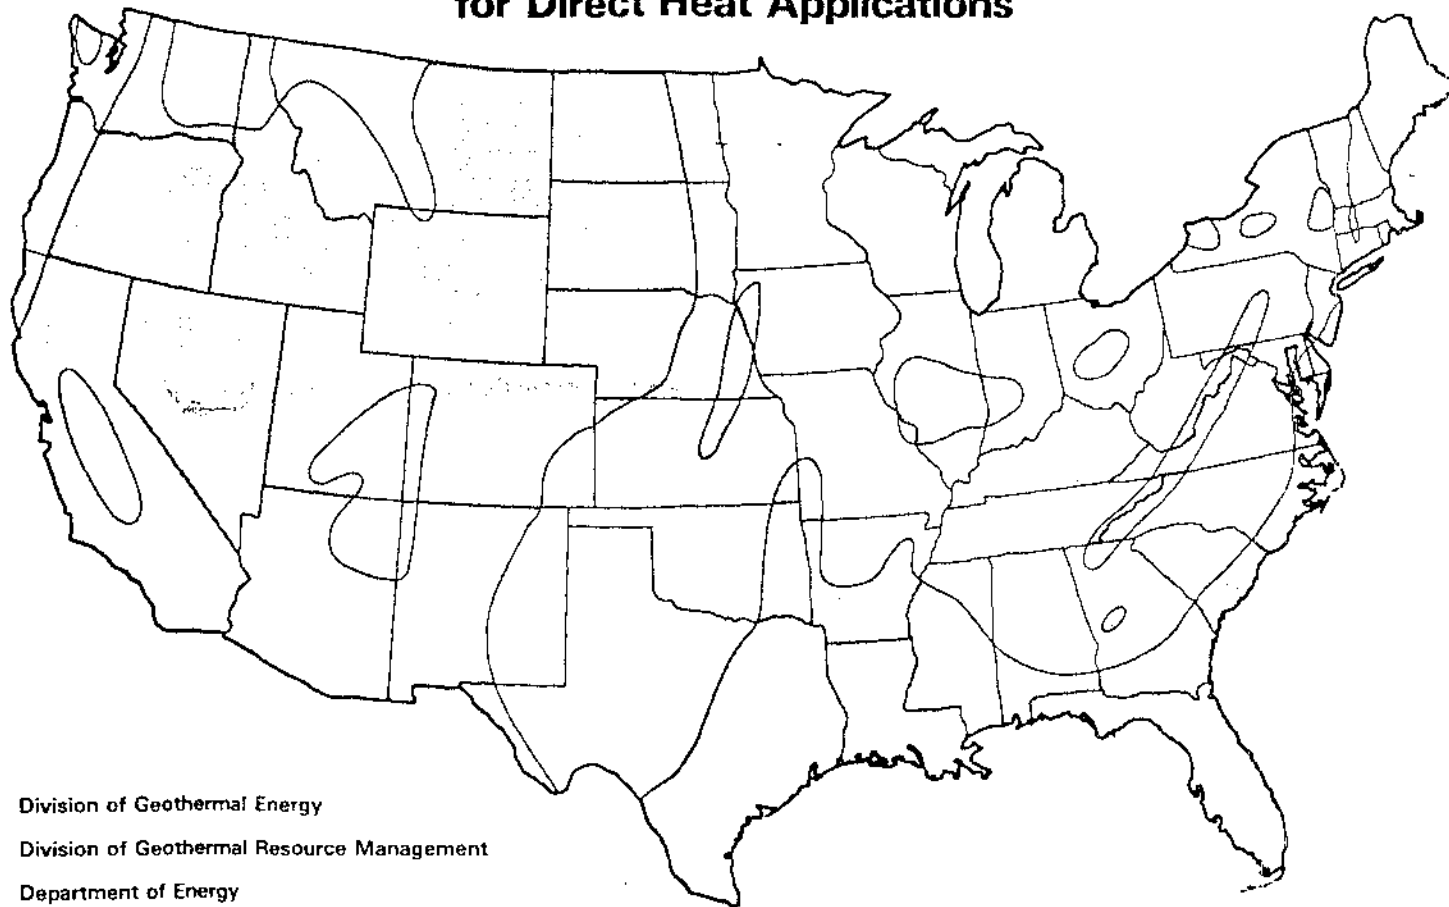 for Direct Heat Applications
Division of Geothermal Energy
Division of Geothermal Resource Management
Department of Energy